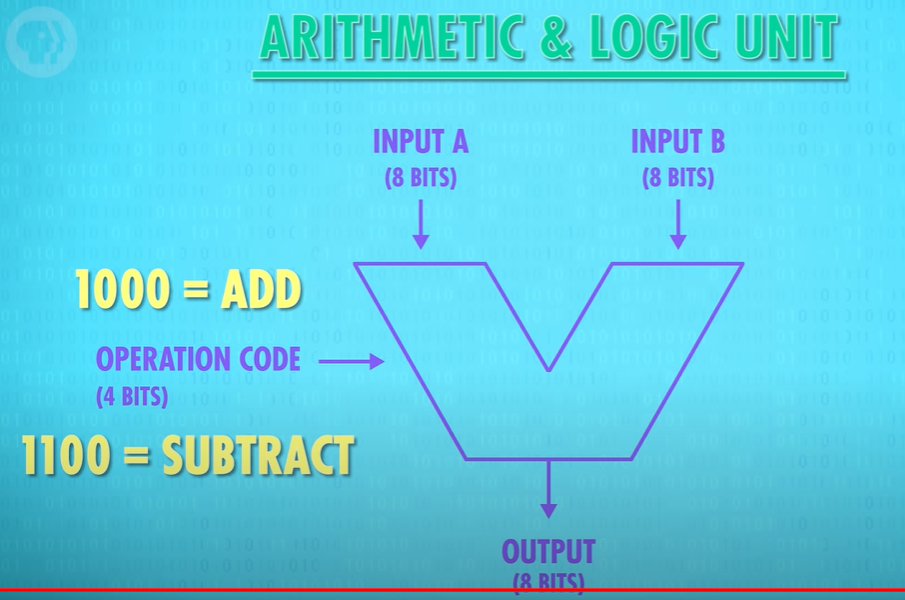 ARITHMETIC & LOGIC UNIT
INPUT A
(8 BITS)
INPUT B
(8 BITS)
1000 = ADD
OPERATION CODE
(4 BITS)
1100 = SUBTRACT
OUTPUT
(8 BITS)